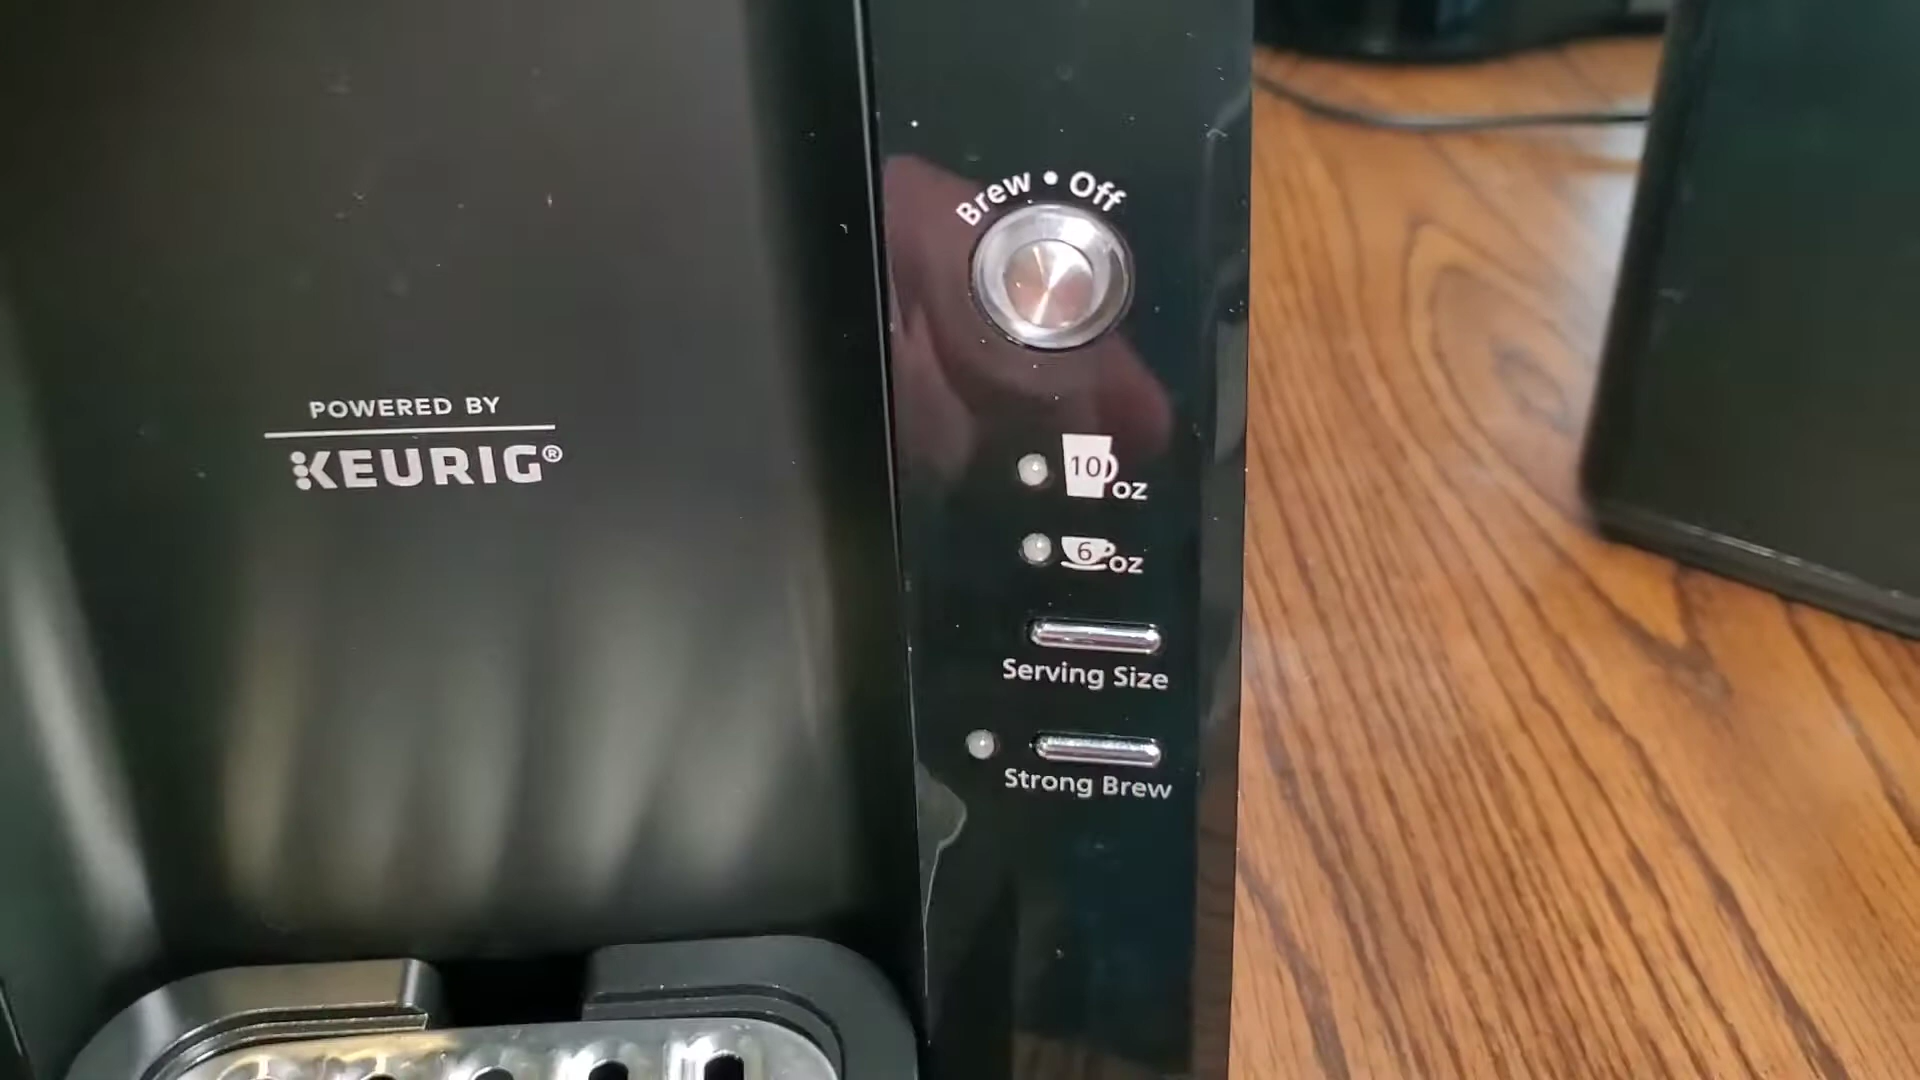 POWERED BY
KEURIG®
Brew • Off
10 oz
6 oz
Serving Size
Strong Brew